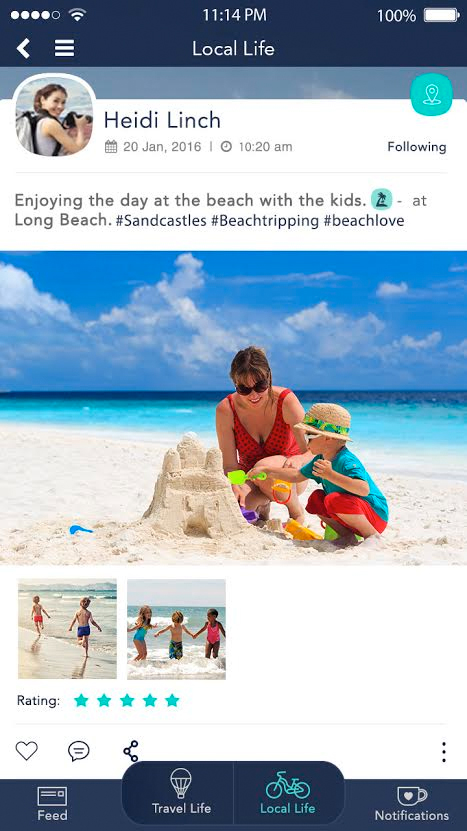 11:14 PM 100%
Local Life
Heidi Linch
20 Jan, 2016 | 10:20 am Following
Enjoying the day at the beach with the kids. - at
Long Beach. #Sandcastles #Beachtripping #beachlove
Rating:
Feed Travel Life Local Life Notifications